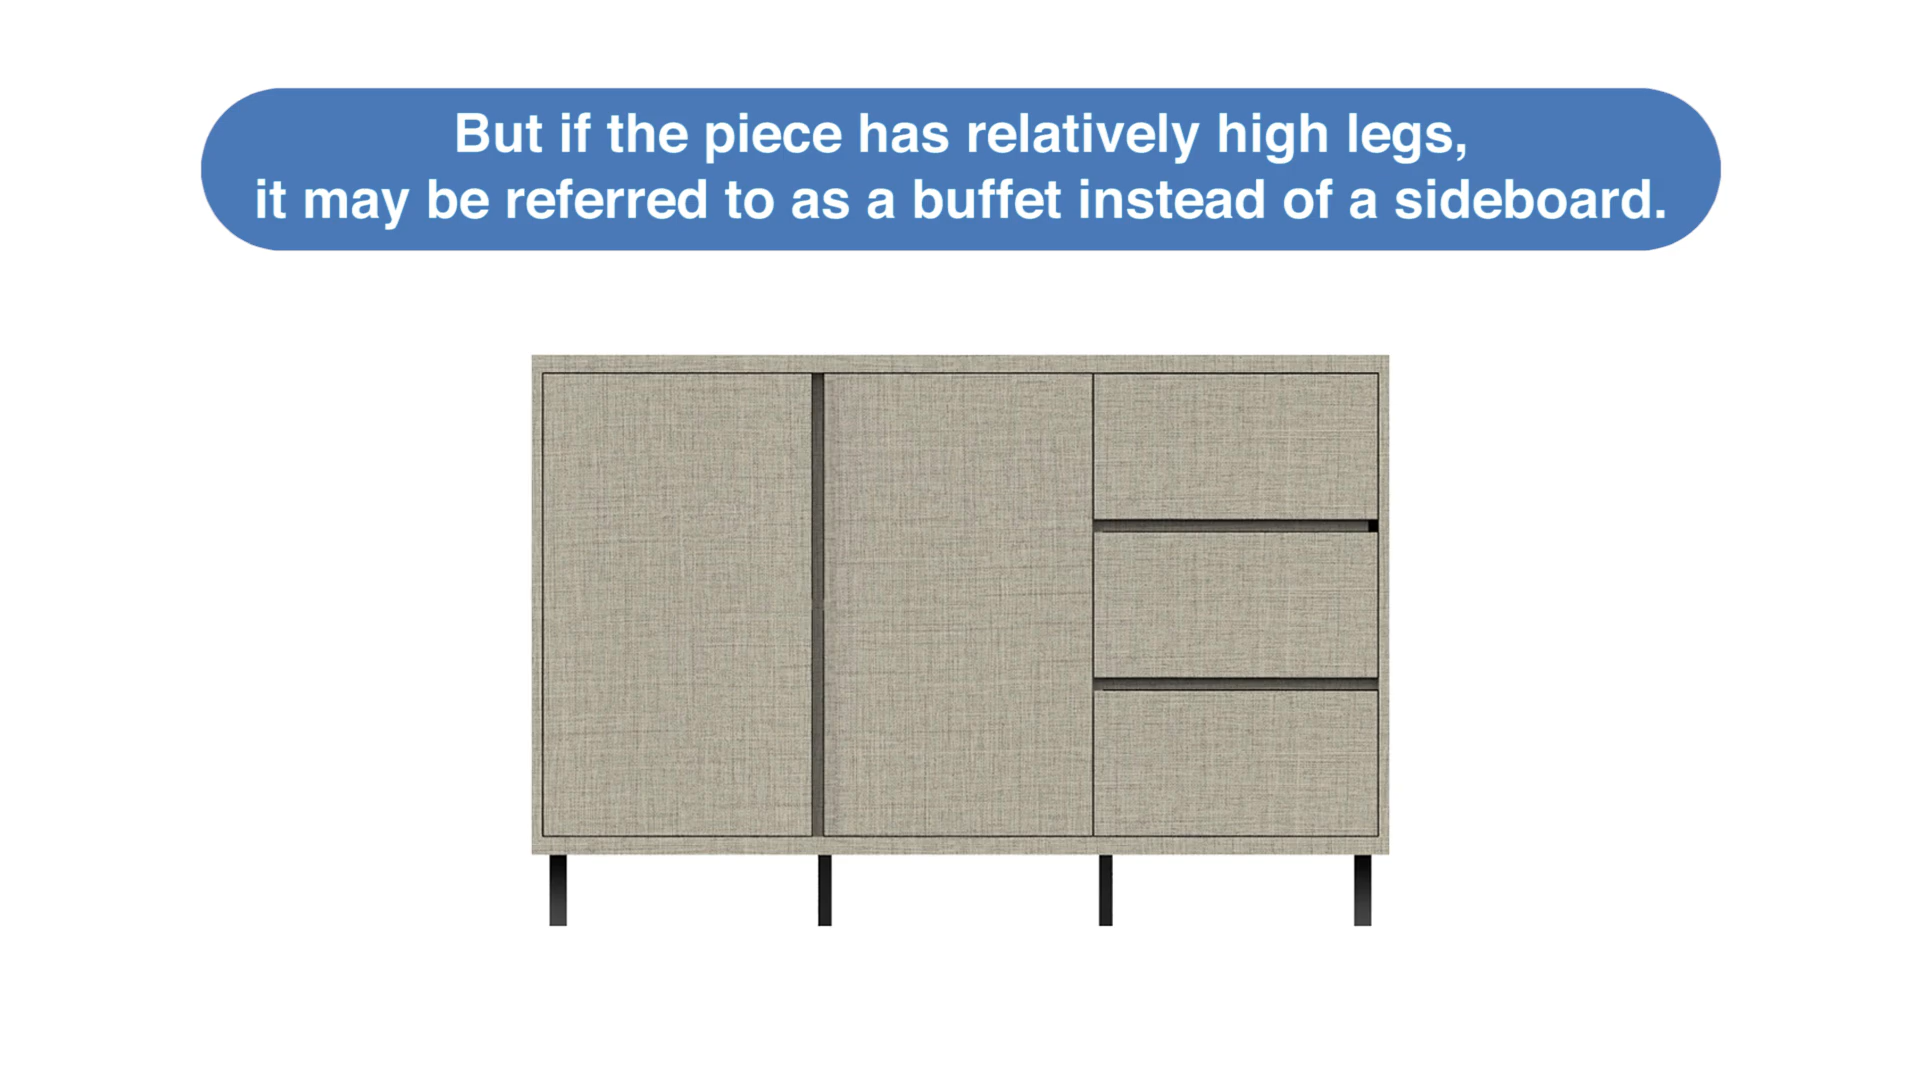 But if the piece has relatively high legs,
it may be referred to as a buffet instead of a sideboard.